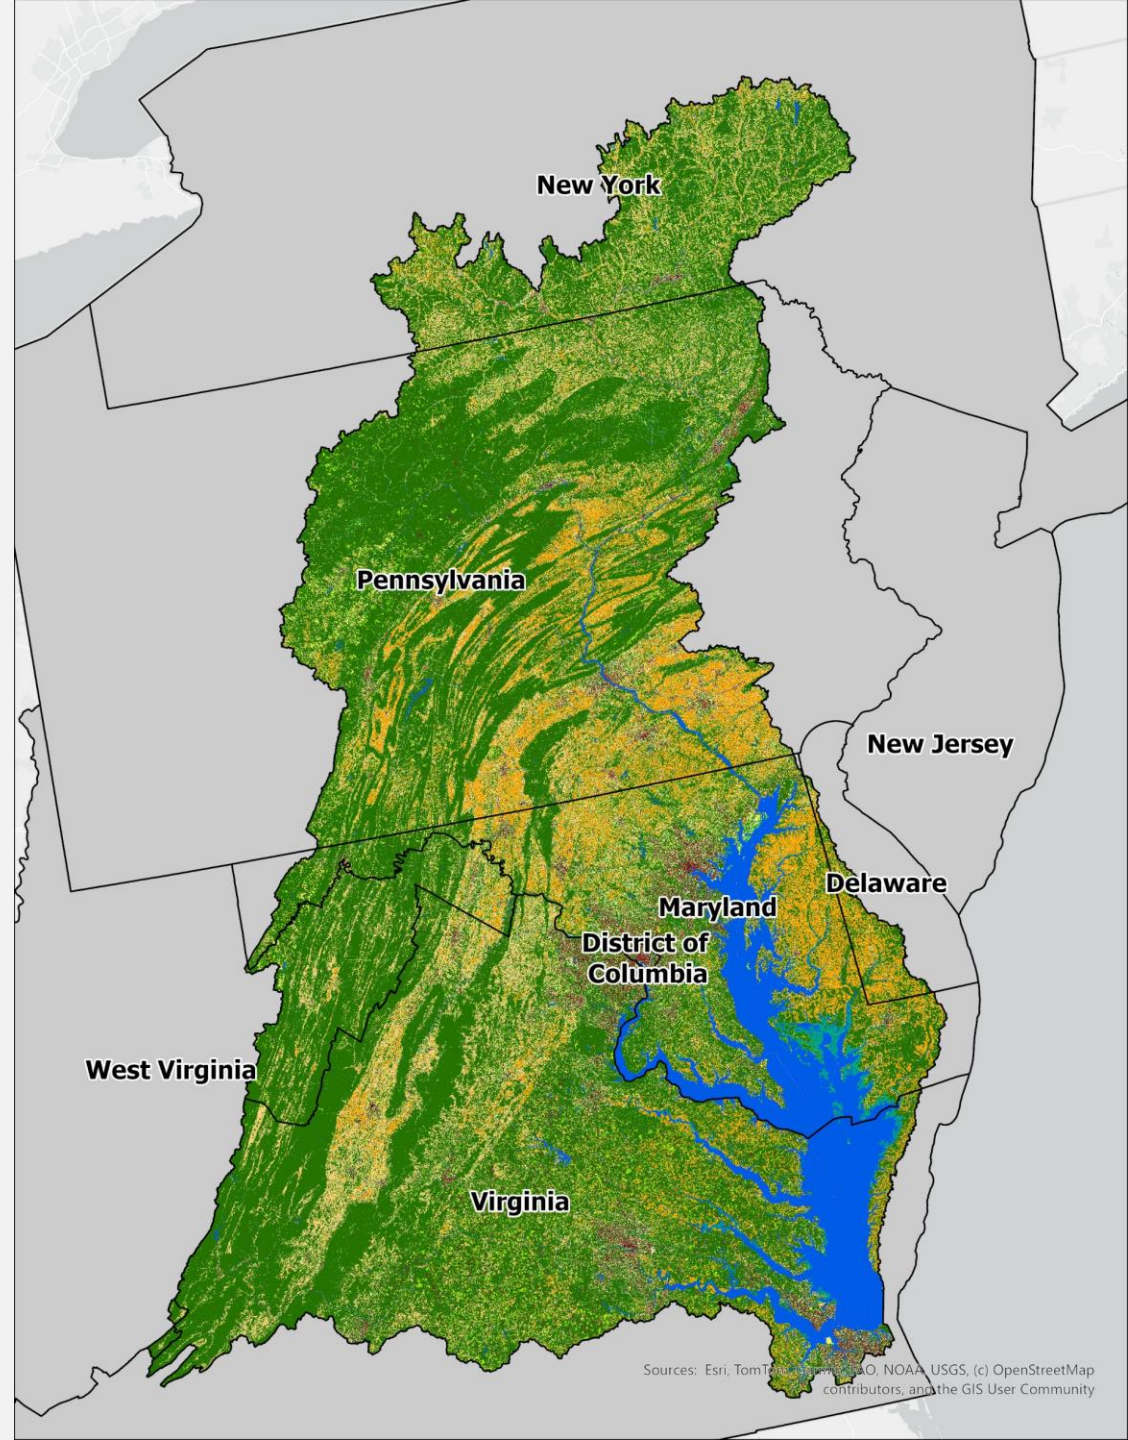 New York
Pennsylvania
New Jersey
Delaware
Maryland
District of
Columbia
West Virginia
Virginia
Sources: Esri, TomTom, FAO, NOAA, USGS, (c) OpenStreetMap
contributors, and the GIS User Community